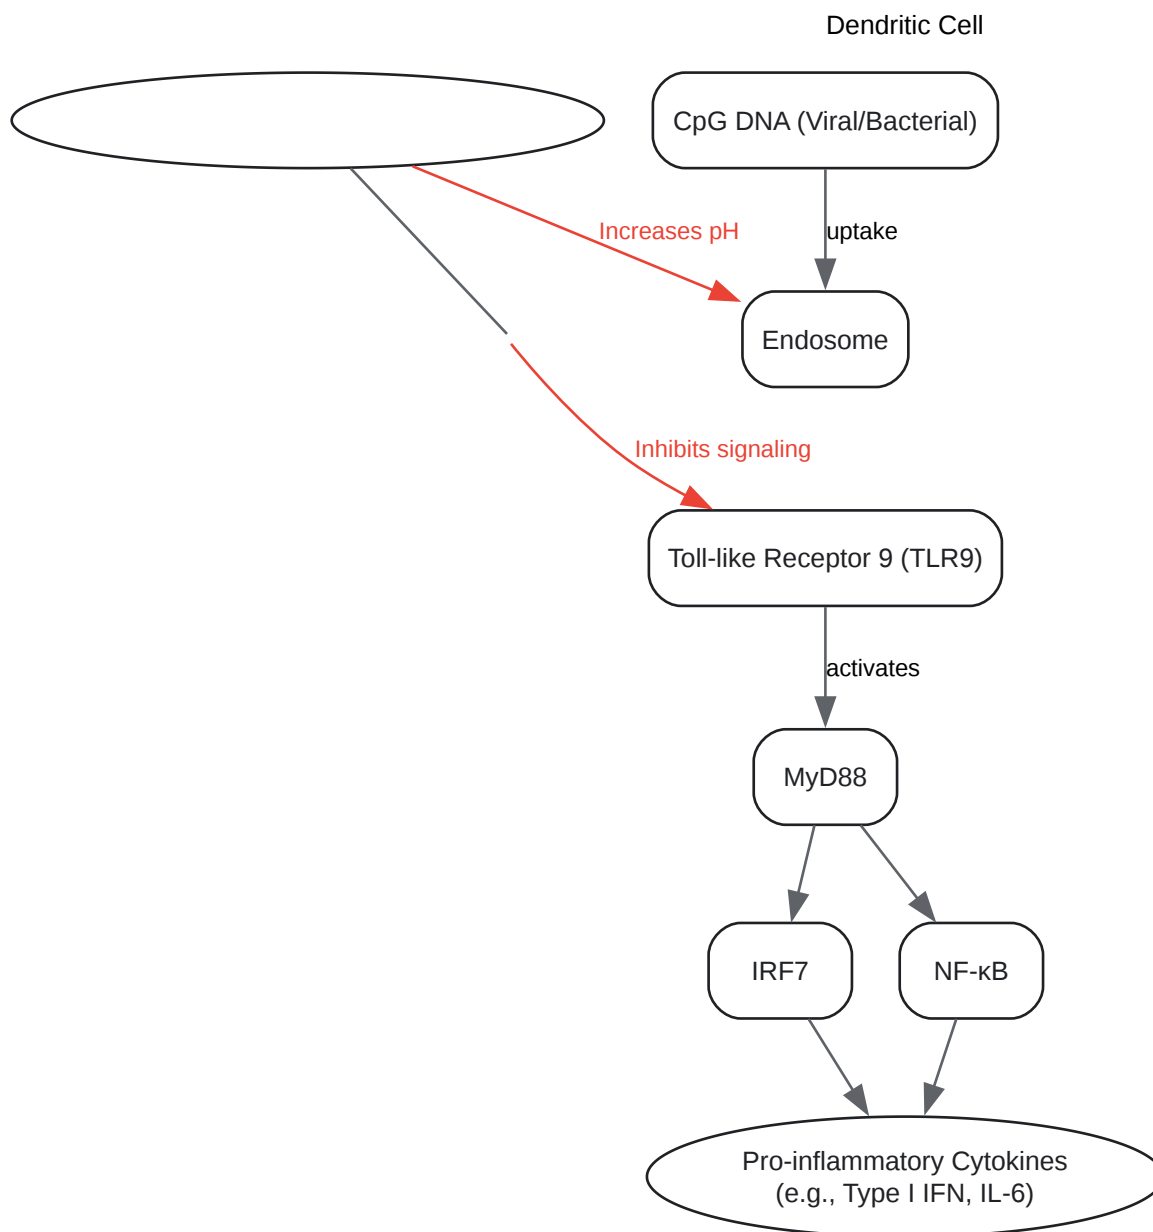 Dendritic Cell
CpG DNA (Viral/Bacterial)
Increases pH
uptake
Endosome
Inhibits signaling
Toll-like Receptor 9 (TLR9)
activates
MyD88
IRF7
NF-κB
Pro-inflammatory Cytokines
(e.g., Type I IFN, IL-6)